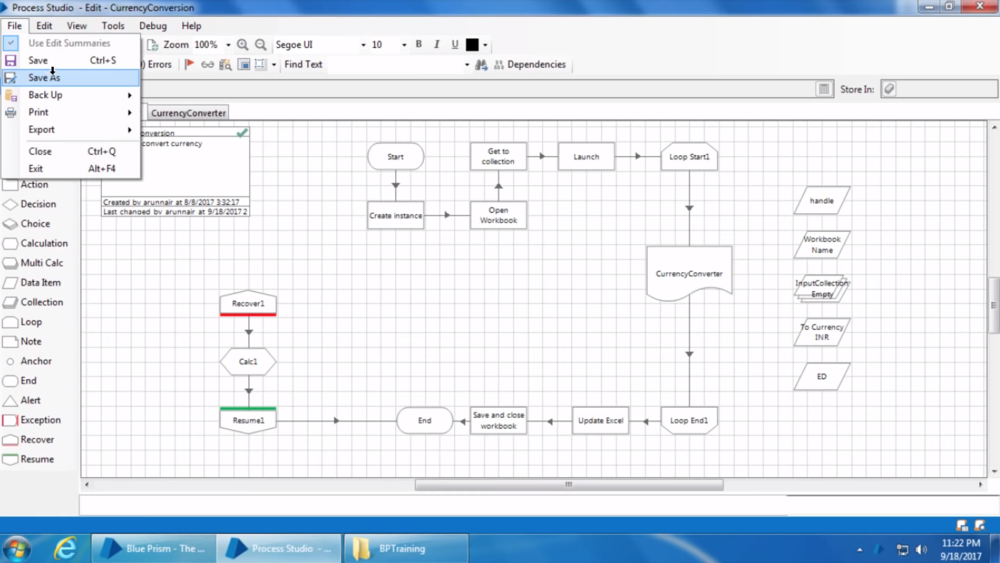 Process Studio - Edit - CurrencyConversion
File Edit View Tools Debug Help
Use Edit Summaries
Save Ctrl+S
Save As
Back Up
Print
Export
Close Ctrl+Q
Exit Alt+F4
Zoom 100% Segoe UI 10 B I U
Errors Find Text Dependencies
Store In:
CurrencyConverter
onversion
convert currency
Created by arunnair at 8/8/2017 3:32:17
Last changed by arunnair at 9/18/2017 2
Action
Decision
Choice
Calculation
Multi Calc
Data Item
Collection
Loop
Note
Anchor
End
Alert
Exception
Recover
Resume
Start
Get to
collection
Launch
Loop Start1
Create instance
Open
Workbook
CurrencyConverter
handle
Workbook
Name
InputCollection
Empty
To Currency
INR
ED
Recover1
Calc1
Resume1
End
Save and close
workbook
Update Excel
Loop End1
Blue Prism - The ...
Process Studio - ...
BPTraining
11:22 PM
9/18/2017